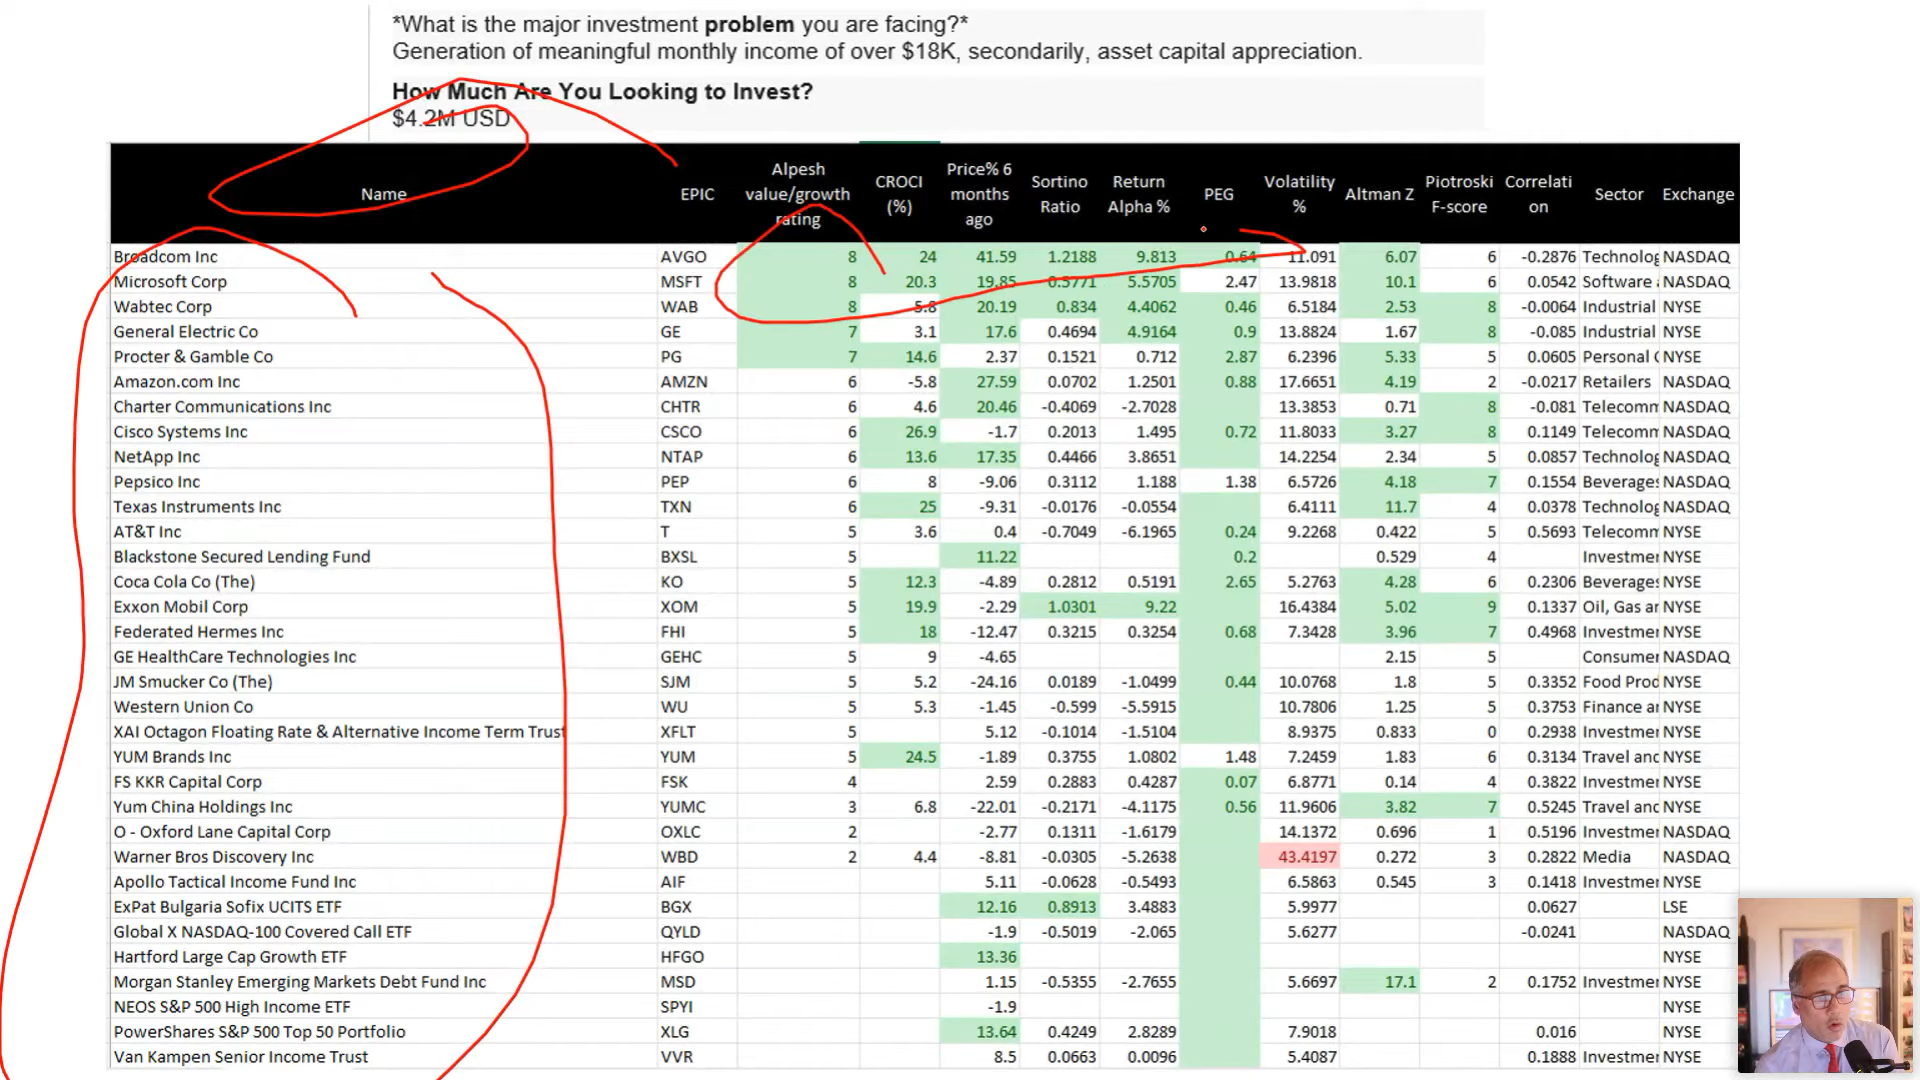 *What is the major investment problem you are facing?*
Generation of meaningful monthly income of over $18K, secondarily, asset capital appreciation.
How Much Are You Looking to Invest?
$4.2M USD
Name EPIC Alpesh value/growth rating CROCI (%) Price% 6 months ago Sortino Ratio Return Alpha % PEG Volatility % Altman Z Piotroski F-score Correlati on Sector Exchange
Broadcom Inc AVGO 8 24 41.59 1.2188 9.813 0.64 11.091 6.07 6 -0.2876 Technolog NASDAQ
Microsoft Corp MSFT 8 20.3 19.85 0.5771 5.5705 2.47 13.9818 10.1 6 0.0542 Software NASDAQ
Wabtec Corp WAB 8 5.8 20.19 0.834 4.4062 0.46 6.5184 2.53 8 -0.0064 Industrial NYSE
General Electric Co GE 7 3.1 17.6 0.4694 4.9164 0.9 13.8824 1.67 8 -0.085 Industrial NYSE
Procter & Gamble Co PG 7 14.6 2.37 0.1521 0.712 2.87 6.2396 5.33 5 0.0605 Personal NYSE
Amazon.com Inc AMZN 6 -5.8 27.59 0.0702 1.2501 0.88 17.6651 4.19 2 -0.0217 Retailers NASDAQ
Charter Communications Inc CHTR 6 4.6 20.46 -0.4069 -2.7028 13.3853 0.71 8 -0.081 Telecomm NASDAQ
Cisco Systems Inc CSCO 6 26.9 -1.7 0.2013 1.495 0.72 11.8033 3.27 8 0.1149 Telecomm NASDAQ
NetApp Inc NTAP 6 13.6 17.35 0.4466 3.8651 14.2254 2.34 5 0.0857 Technolog NASDAQ
Pepsico Inc PEP 6 8 -9.06 0.3112 1.188 1.38 6.5726 4.18 7 0.1554 Beverages NASDAQ
Texas Instruments Inc TXN 6 25 -9.31 -0.0176 -0.0554 6.4111 11.7 4 0.0378 Technolog NASDAQ
AT&T Inc T 5 3.6 0.4 -0.7049 -6.1965 0.24 9.2268 0.422 5 0.5693 Telecomm NYSE
Blackstone Secured Lending Fund BXSL 5 11.22 0.2 0.529 4 Investmer NYSE
Coca Cola Co (The) KO 5 12.3 -4.89 0.2812 0.5191 2.65 5.2763 4.28 6 0.2306 Beverages NYSE
Exxon Mobil Corp XOM 5 19.9 -2.29 1.0301 9.22 16.4384 5.02 9 0.1337 Oil, Gas ar NYSE
Federated Hermes Inc FHI 5 18 -12.47 0.3215 0.3254 0.68 7.3428 3.96 7 0.4968 Investmer NYSE
GE HealthCare Technologies Inc GEHC 5 9 -4.65 2.15 5 Consumer NASDAQ
JM Smucker Co (The) SJM 5 5.2 -24.16 0.0189 -1.0499 0.44 10.0768 1.8 5 0.3352 Food Prod NYSE
Western Union Co WU 5 5.3 -1.45 -0.599 -5.5915 10.7806 1.25 5 0.3753 Finance ar NYSE
XAI Octagon Floating Rate & Alternative Income Term Trust XFLT 5 5.12 -0.1014 -1.5104 8.9375 0.833 0 0.2938 Investmer NYSE
YUM Brands Inc YUM 5 24.5 -1.89 0.3755 1.0802 1.48 7.2459 1.83 6 0.3134 Travel and NYSE
FS KKR Capital Corp FSK 4 2.59 0.2883 0.4287 0.07 6.8771 0.14 4 0.3822 Investmer NYSE
Yum China Holdings Inc YUMC 3 6.8 -22.01 -0.2171 -4.1175 0.56 11.9606 3.82 7 0.5245 Travel and NYSE
O - Oxford Lane Capital Corp OXLC 2 -2.77 0.1311 -1.6179 14.1372 0.696 1 0.5196 Investmer NASDAQ
Warner Bros Discovery Inc WBD 2 4.4 -8.81 -0.0305 -5.2638 43.4197 0.272 3 0.2822 Media NASDAQ
Apollo Tactical Income Fund Inc AIF 5.11 -0.0628 -0.5493 6.5863 0.545 3 0.1418 Investmer NYSE
ExPat Bulgaria Sofix UCITS ETF BGX 12.16 0.8913 3.4883 5.9977 0.0627 LSE
Global X NASDAQ-100 Covered Call ETF QYLD -1.9 -0.5019 -2.065 5.6277 -0.0241 NASDAQ
Hartford Large Cap Growth ETF HFGO 13.36 NYSE
Morgan Stanley Emerging Markets Debt Fund Inc MSD 1.15 -0.5355 -2.7655 5.6697 17.1 2 0.1752 Investmer NYSE
NEOS S&P 500 High Income ETF SPYI -1.9 NYSE
PowerShares S&P 500 Top 50 Portfolio XLG 13.64 0.4249 2.8289 7.9018 0.016 NYSE
Van Kampen Senior Income Trust VVR 8.5 0.0663 0.0096 5.4087 0.1888 Investmer NYSE